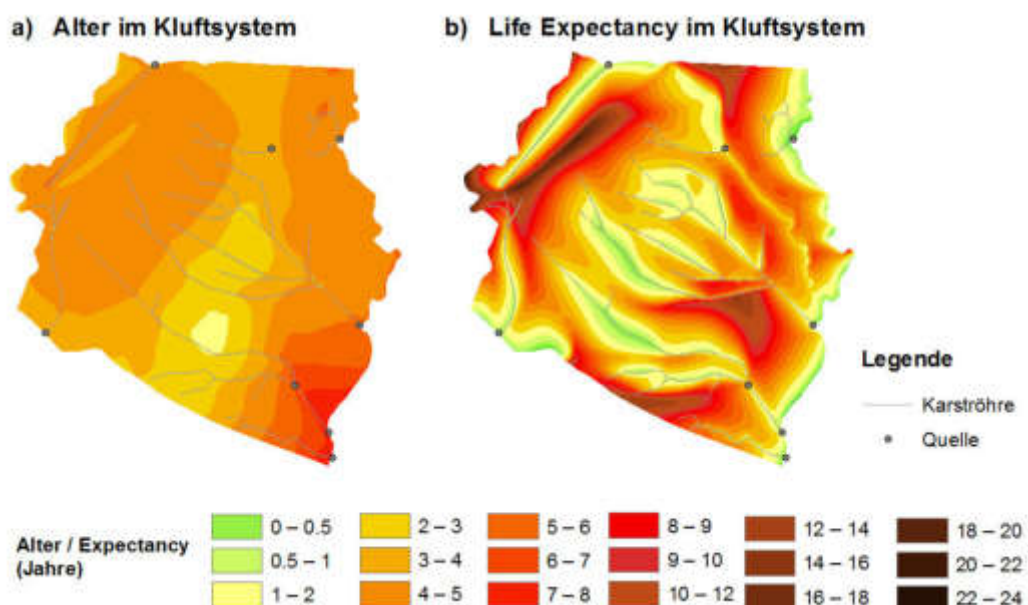 a) Alter im Kluftsystem
b) Life Expectancy im Kluftsystem
Legende
Karströhre
Quelle
Alter / Expectancy
(Jahre)
0 – 0.5
0.5 – 1
1 – 2
2 – 3
3 – 4
4 – 5
5 – 6
6 – 7
7 – 8
8 – 9
9 – 10
10 – 12
12 – 14
14 – 16
16 – 18
18 – 20
20 – 22
22 – 24